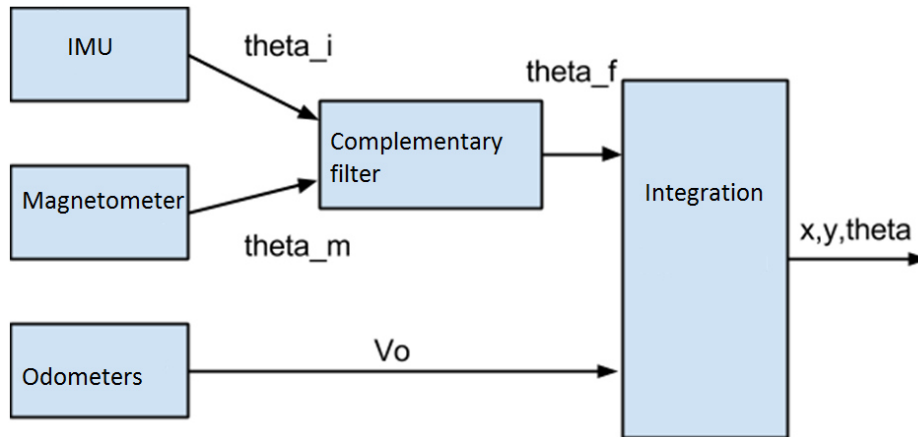 IMU
theta_i
theta_f
Complementary
filter
Magnetometer
Integration
x,y,theta
theta_m
Vo
Odometers